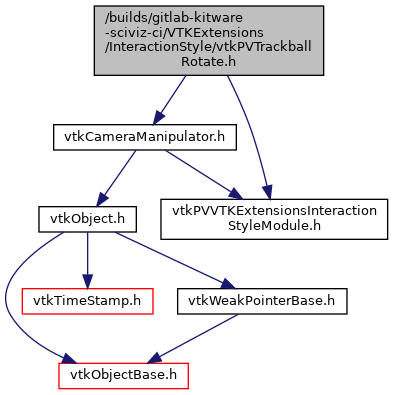 /builds/gitlab-kitware
-sciviz-ci/VTKExtensions
/InteractionStyle/vtkPVTrackball
Rotate.h
vtkCameraManipulator.h
vtkObject.h
vtkPVVTKExtensionsInteraction
StyleModule.h
vtkTimeStamp.h
vtkWeakPointerBase.h
vtkObjectBase.h